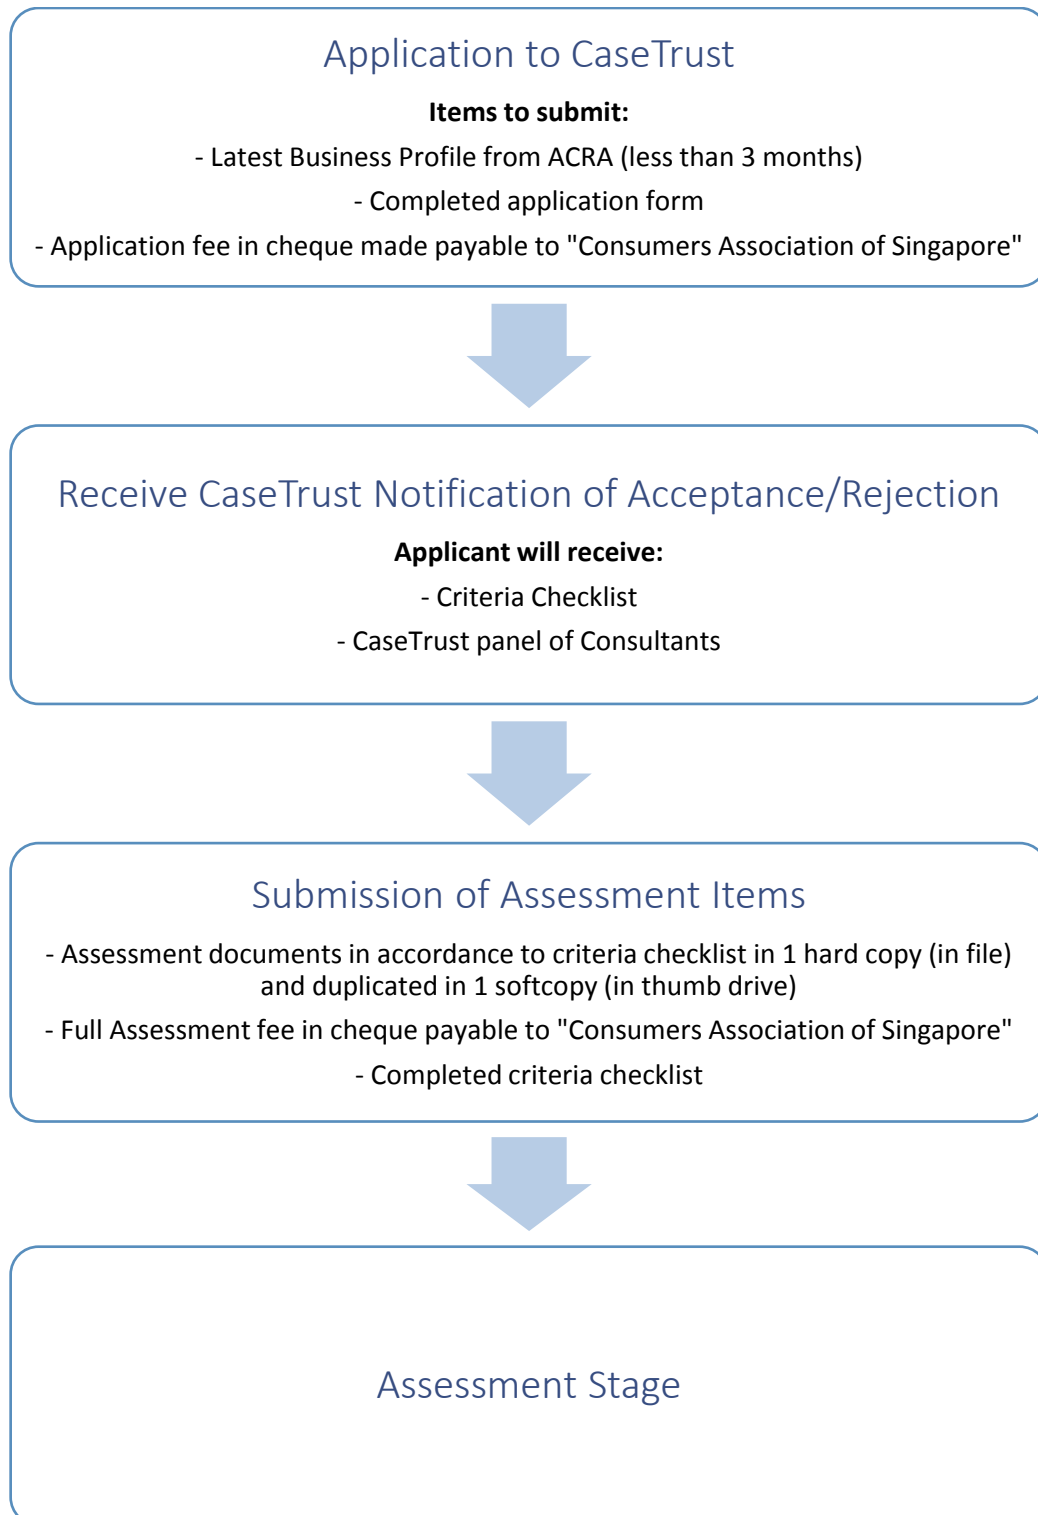 Application to CaseTrust
Items to submit:
- Latest Business Profile from ACRA (less than 3 months)
- Completed application form
- Application fee in cheque made payable to "Consumers Association of Singapore"
Receive CaseTrust Notification of Acceptance/Rejection
Applicant will receive:
- Criteria Checklist
- CaseTrust panel of Consultants
Submission of Assessment Items
- Assessment documents in accordance to criteria checklist in 1 hard copy (in file)
and duplicated in 1 softcopy (in thumb drive)
- Full Assessment fee in cheque payable to "Consumers Association of Singapore"
- Completed criteria checklist
Assessment Stage